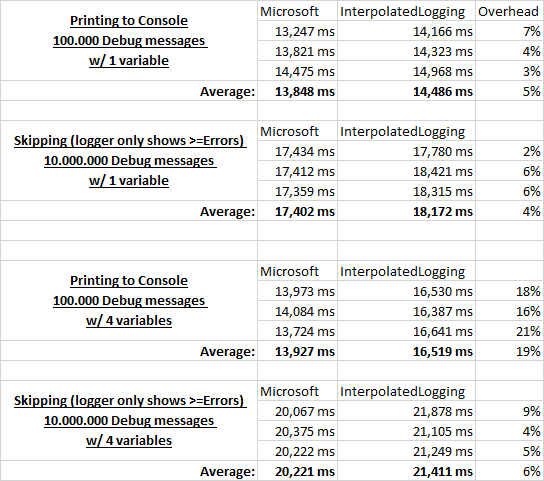 Microsoft InterpolatedLogging Overhead
Printing to Console
100.000 Debug messages
w/ 1 variable
13,247 ms 14,166 ms 7%
13,821 ms 14,323 ms 4%
14,475 ms 14,968 ms 3%
Average: 13,848 ms 14,486 ms 5%
Microsoft InterpolatedLogging
Skipping (logger only shows >=Errors)
10.000.000 Debug messages
w/ 1 variable
17,434 ms 17,780 ms 2%
17,412 ms 18,421 ms 6%
17,359 ms 18,315 ms 6%
Average: 17,402 ms 18,172 ms 4%
Microsoft InterpolatedLogging
Printing to Console
100.000 Debug messages
w/ 4 variables
13,973 ms 16,530 ms 18%
14,084 ms 16,387 ms 16%
13,724 ms 16,641 ms 21%
Average: 13,927 ms 16,519 ms 19%
Microsoft InterpolatedLogging
Skipping (logger only shows >=Errors)
10.000.000 Debug messages
w/ 4 variables
20,067 ms 21,878 ms 9%
20,375 ms 21,105 ms 4%
20,222 ms 21,249 ms 5%
Average: 20,221 ms 21,411 ms 6%